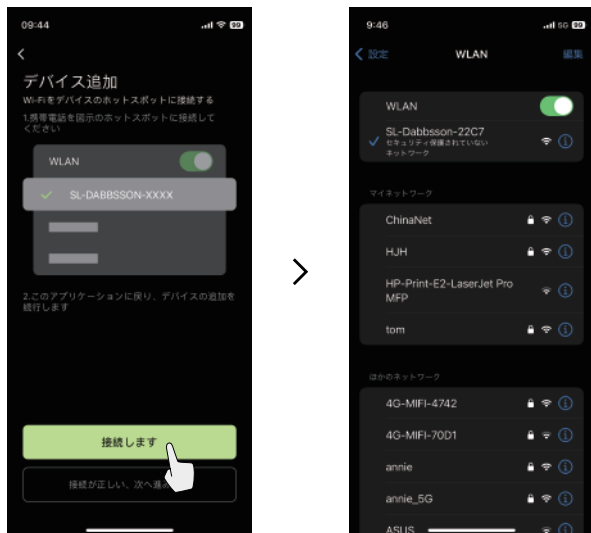 09:44
99
デバイス追加
Wi-Fiをデバイスのホットスポットに接続する
1.携帯電話を図示のホットスポットに接続して
ください
WLAN
SL-DABBSSON-XXXX
2.このアプリケーションに戻り、デバイスの追加を
続行します
接続します
接続が正しい、次へ進み
9:46
5G 99
設定
WLAN
編集
WLAN
SL-Dabbsson-22C7
セキュリティ保護されていない
ネットワーク
マイネットワーク
ChinaNet
HJH
HP-Print-E2-LaserJet Pro
MFP
tom
ほかのネットワーク
4G-MIFI-4742
4G-MIFI-70D1
annie
annie_5G
ASUS